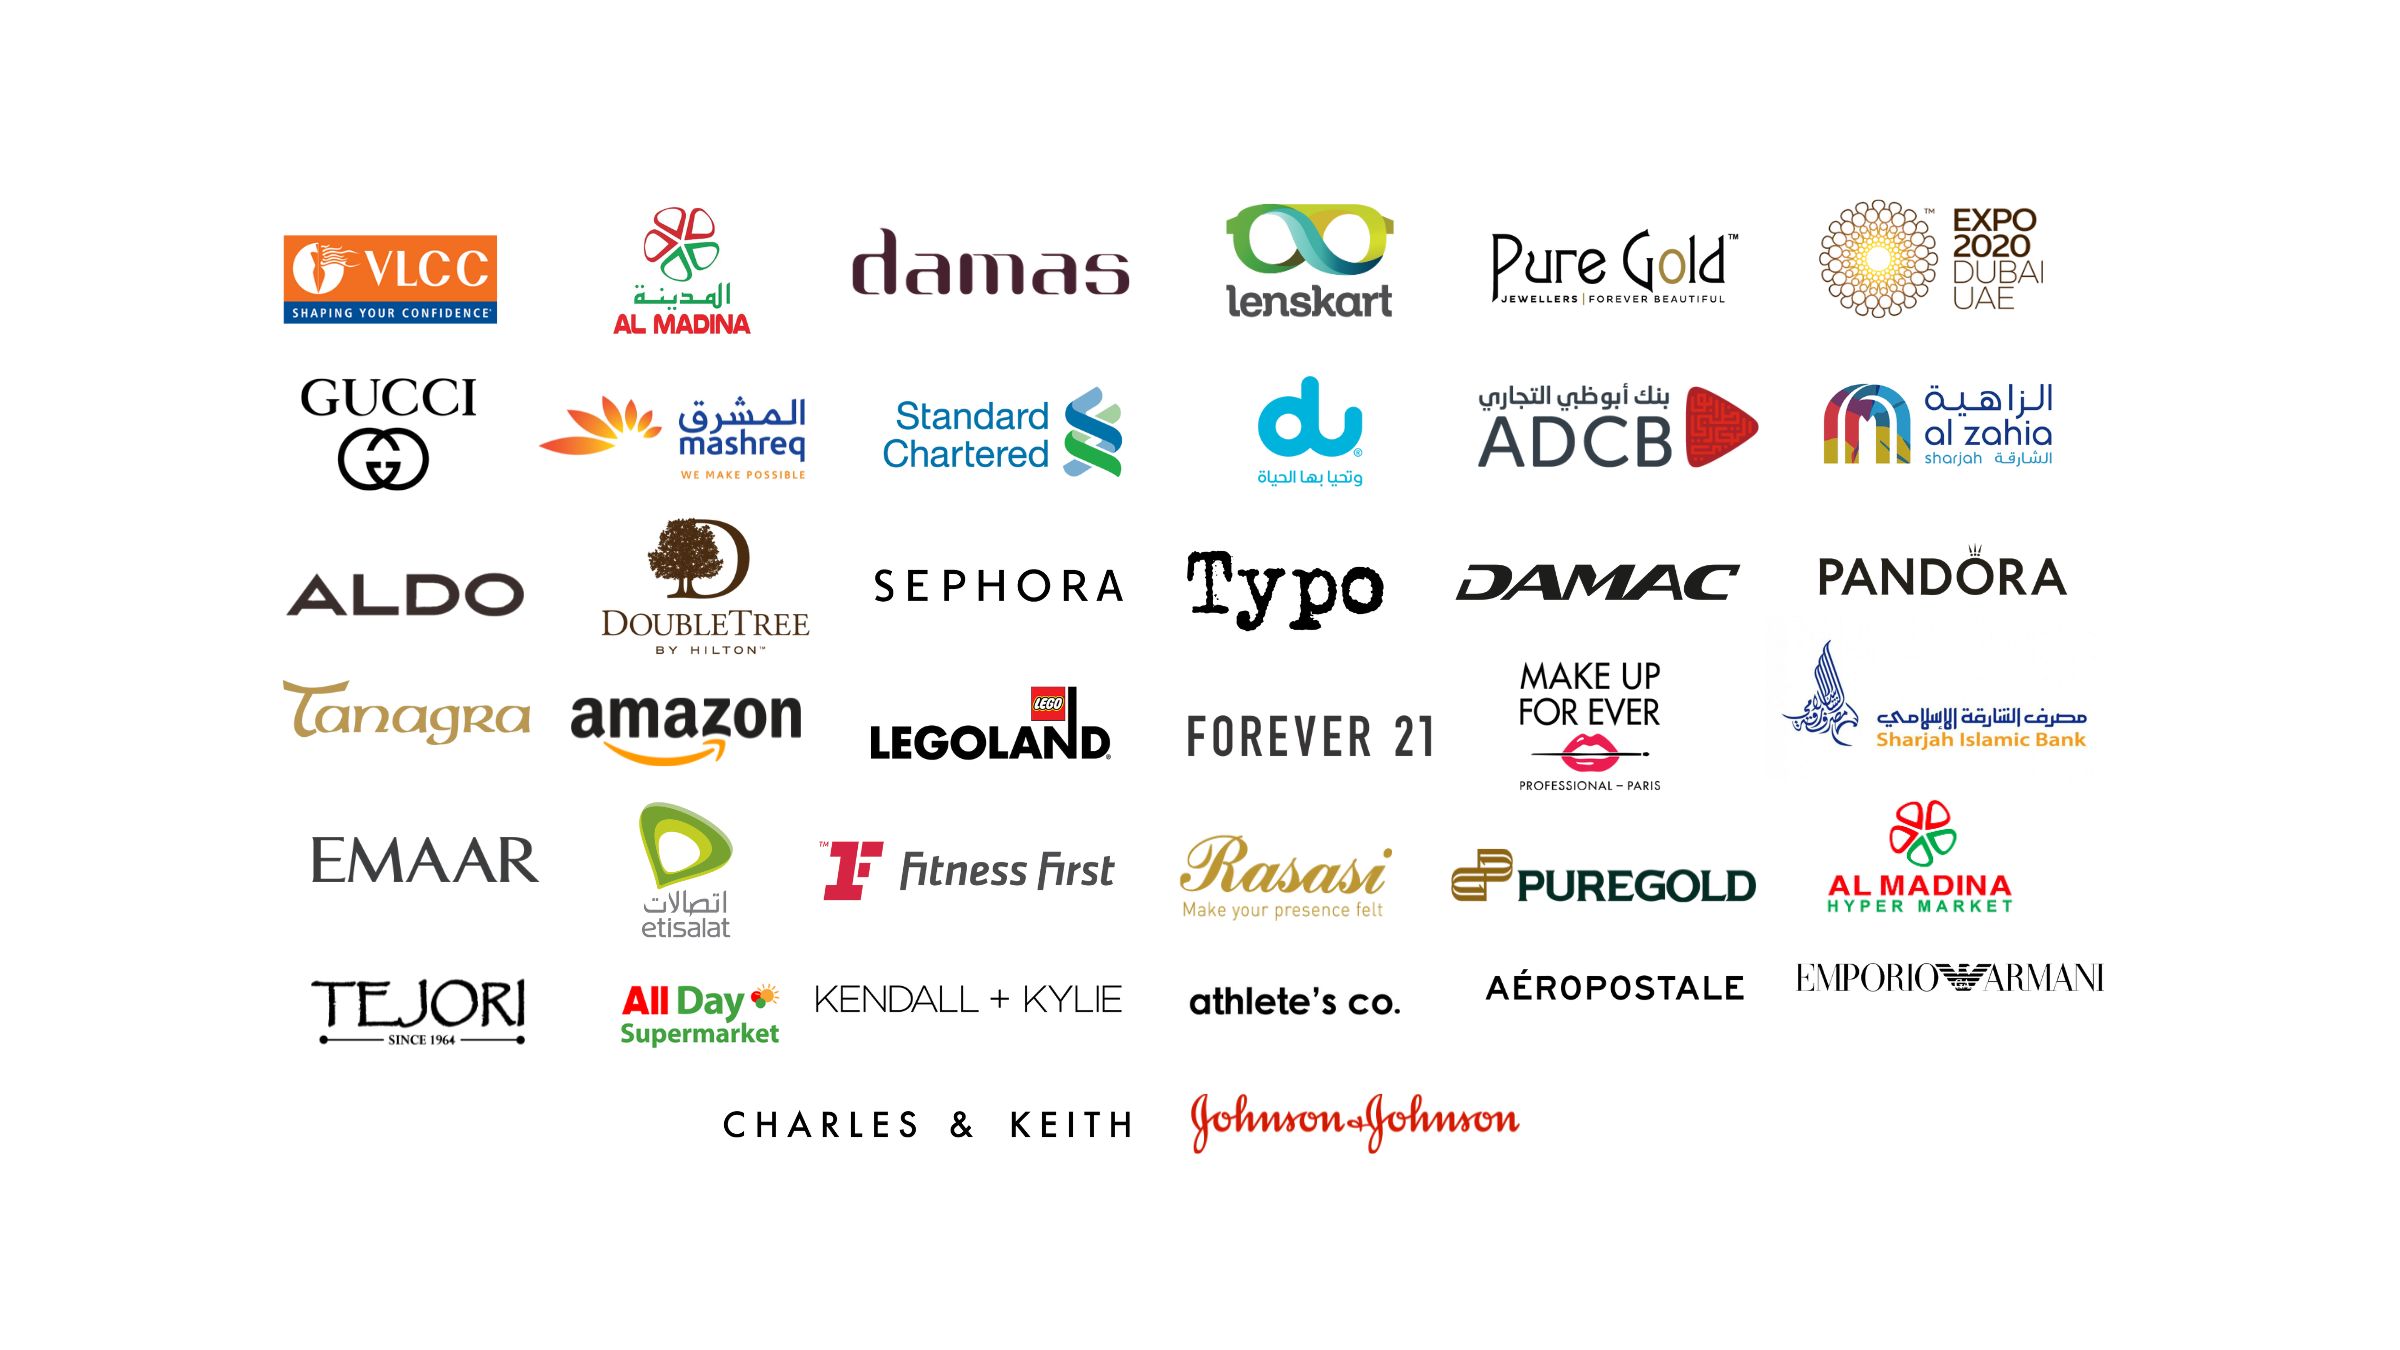 VLCC
SHAPING YOUR CONFIDENCE
المدينة
AL MADINA
damas
lenskart
Pure Gold™
JEWELLERS | FOREVER BEAUTIFUL
™
EXPO
2020
DUBAI
UAE
GUCCI
المشرق
mashreq
WE MAKE POSSIBLE
Standard
Chartered
du®
وتحيا بها الحياة
بنك أبوظبي التجاري
ADCB
الزاهية
al zahia
sharjah الشارقة
ALDO
D
DOUBLETREE
BY HILTON™
SEPHORA
Typo
DAMAC
PANDORA
Tanagra
amazon
LEGO
LEGOLAND®
FOREVER 21
MAKE UP
FOR EVER
PROFESSIONAL – PARIS
مصرف الشارقة الإسلامي
Sharjah Islamic Bank
EMAAR
اتصالات
etisalat
™
Fitness First
Rasasi
Make your presence felt
PUREGOLD
AL MADINA
HYPER MARKET
TEJORI
SINCE 1964
All Day
Supermarket
KENDALL + KYLIE
athlete's co.
AÉROPOSTALE
EMPORIO ARMANI
CHARLES & KEITH
Johnson & Johnson